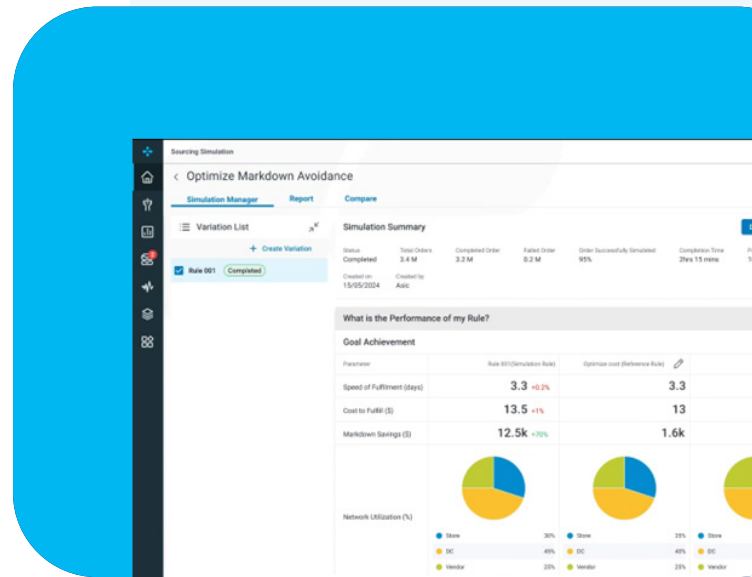 Sourcing Simulation
< Optimize Markdown Avoidance
Simulation Manager Report Compare
Variation List
+ Create Variation
Rule 001 Completed
Simulation Summary
Status Total Orders Completed Order Failed Order Order Successfully Simulated Completion Time
Completed 3.4 M 3.2 M 0.2 M 95% 2hrs 15 mins
Created on Created by
15/05/2024 Asic
What is the Performance of my Rule?
Goal Achievement
Parameter Rule 001(Simulation Rule) Optimize cost (Reference Rule)
Speed of Fulfilment (days) 3.3 +0.2% 3.3
Cost to Fulfill ($) 13.5 +1% 13
Markdown Savings ($) 12.5k +70% 1.6k
Network Utilization (%)
Store 30% Store 35% Store
DC 45% DC 40% DC
Vendor 25% Vendor 25% Vendor